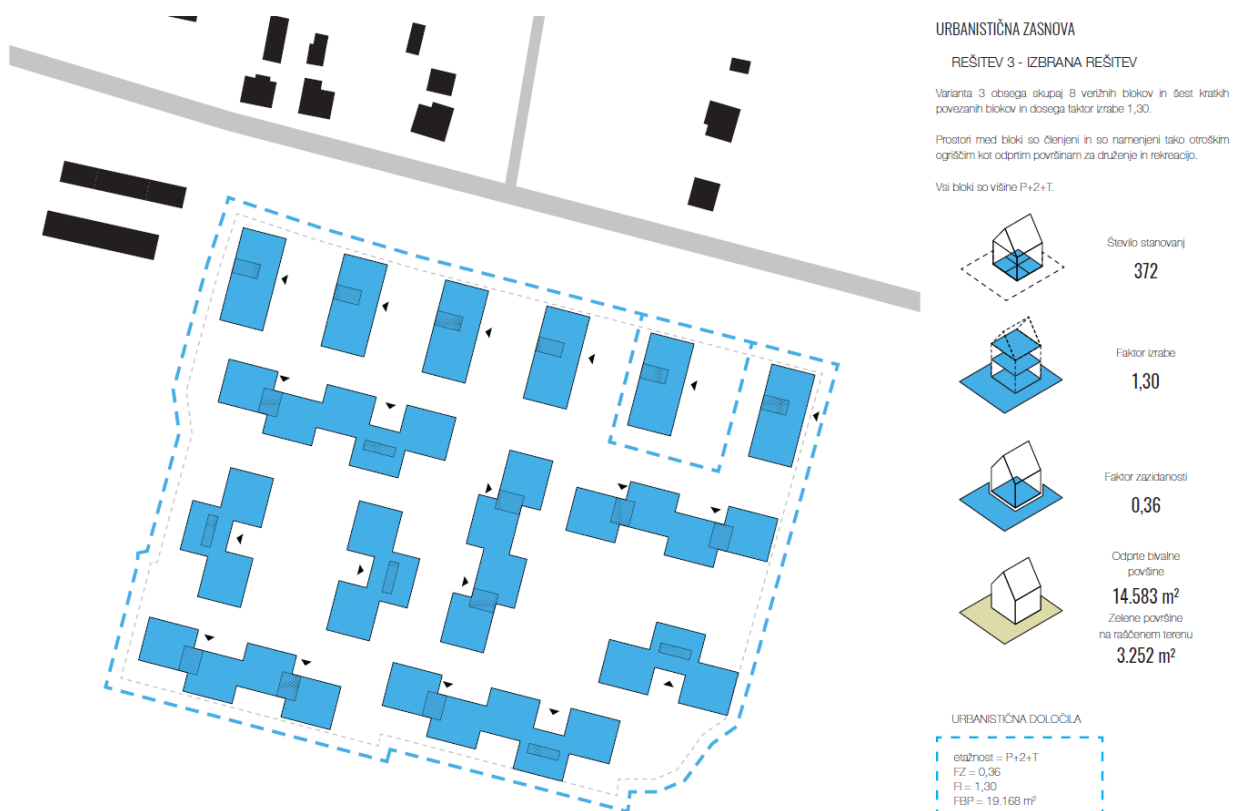 URBANISTIČNA ZASNOVA
REŠITEV 3 - IZBRANA REŠITEV
Varianta 3 obsega skupaj 8 verižnih blokov in šest kratkih
povezanih blokov in dosega faktor izrabe 1,30.
Prostori med bloki so členjeni in so namenjeni tako otroškim
ogriščim kot odprtim površinam za druženje in rekreacijo.
Vsi bloki so višine P+2+T.
Število stanovanj
372
Faktor izrabe
1,30
Faktor zazidanosti
0,36
Odprte bivalne
površine
14.583 m²
Zelene površine
na raščenem terenu
3.252 m²
URBANISTIČNA DOLOČILA
etažnost = P+2+T
FZ = 0,36
FI = 1,30
FBP = 19.168 m²